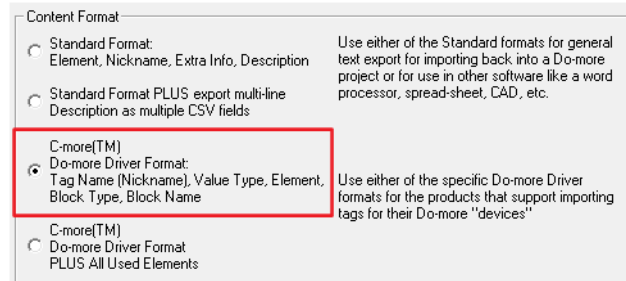 Content Format
Standard Format:
Element, Nickname, Extra Info, Description
Standard Format PLUS export multi-line
Description as multiple CSV fields
Use either of the Standard formats for general
text export for importing back into a Do-more
project or for use in other software like a word
processor, spread-sheet, CAD, etc.
C-more(TM)
Do-more Driver Format:
Tag Name (Nickname), Value Type, Element,
Block Type, Block Name
C-more(TM)
Do-more Driver Format
PLUS All Used Elements
Use either of the specific Do-more Driver
formats for the products that support importing
tags for their Do-more "devices"